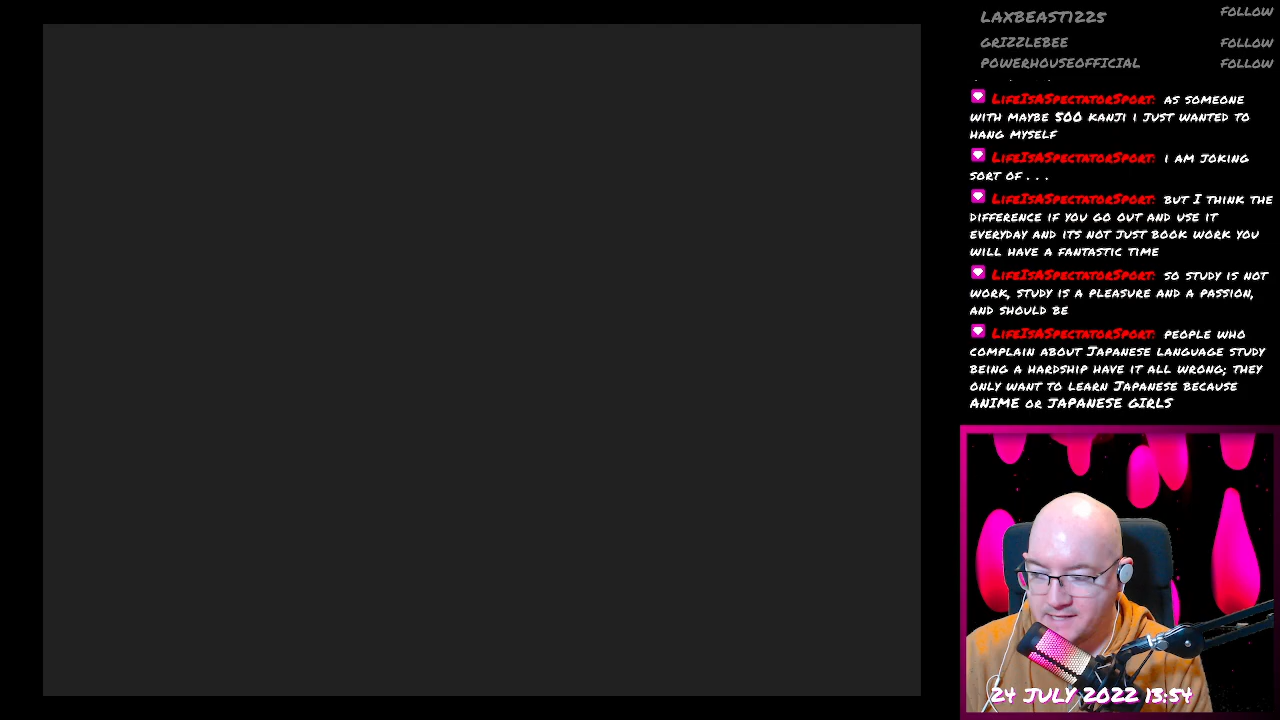 LAXBEAST1225 FOLLOW
GRIZZLEBEE FOLLOW
POWERHOUSEOFFICIAL FOLLOW
LifeIsASpectatorSport: as someone
with maybe 500 kanji i just wanted to
hang myself
LifeIsASpectatorSport: i am joking
sort of . . .
LifeIsASpectatorSport: but I think the
difference if you go out and use it
everyday and its not just book work you
will have a fantastic time
LifeIsASpectatorSport: so study is not
work, study is a pleasure and a passion,
and should be
LifeIsASpectatorSport: people who
complain about Japanese language study
being a hardship have it all wrong; they
only want to learn Japanese because
ANIME or JAPANESE GIRLS
24 JULY 2022 13:54